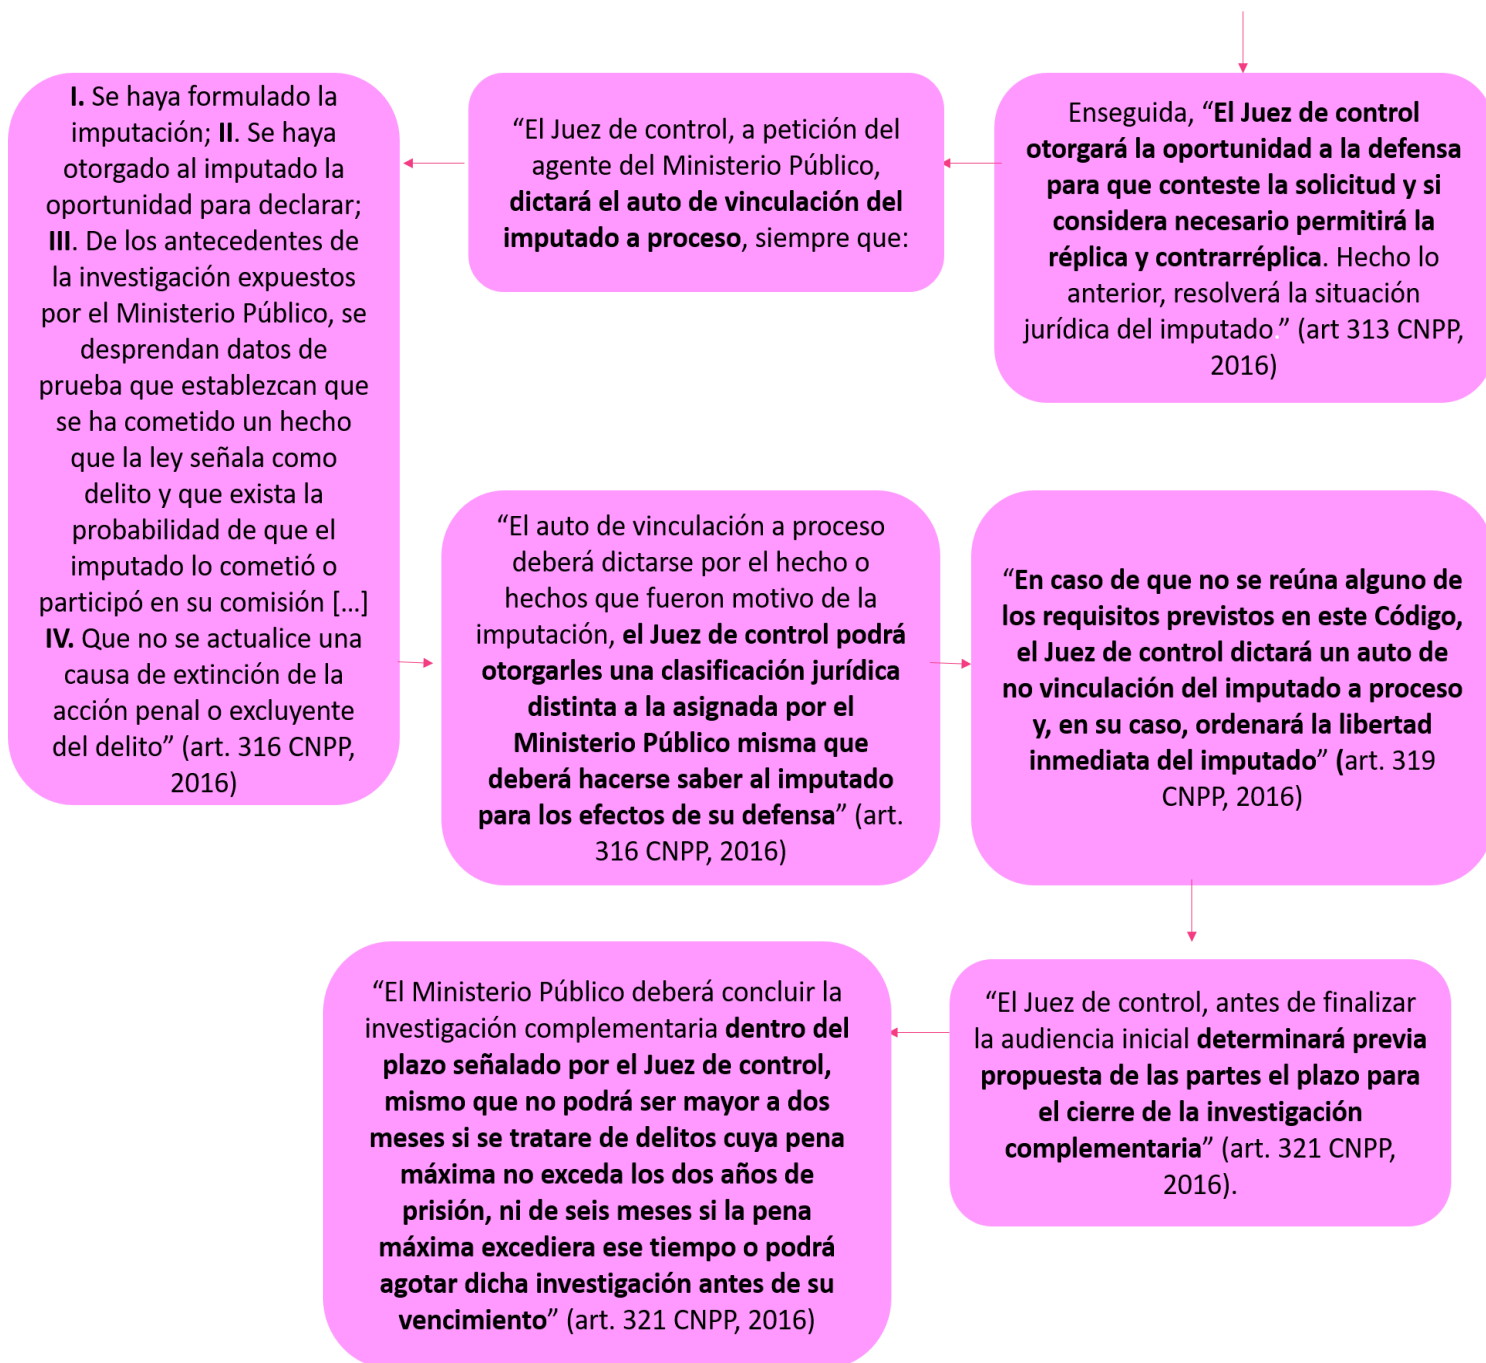 Enseguida, “El Juez de control
otorgará la oportunidad a la defensa
para que conteste la solicitud y si
considera necesario permitirá la
réplica y contrarréplica. Hecho lo
anterior, resolverá la situación
jurídica del imputado.” (art 313 CNPP,
2016)
“El Juez de control, a petición del
agente del Ministerio Público,
dictará el auto de vinculación del
imputado a proceso, siempre que:
I. Se haya formulado la
imputación; II. Se haya
otorgado al imputado la
oportunidad para declarar;
III. De los antecedentes de
la investigación expuestos
por el Ministerio Público, se
desprendan datos de
prueba que establezcan que
se ha cometido un hecho
que la ley señala como
delito y que exista la
probabilidad de que el
imputado lo cometió o
participó en su comisión [...]
IV. Que no se actualice una
causa de extinción de la
acción penal o excluyente
del delito” (art. 316 CNPP,
2016)
“El auto de vinculación a proceso
deberá dictarse por el hecho o
hechos que fueron motivo de la
imputación, el Juez de control podrá
otorgarles una clasificación jurídica
distinta a la asignada por el
Ministerio Público misma que
deberá hacerse saber al imputado
para los efectos de su defensa” (art.
316 CNPP, 2016)
“En caso de que no se reúna alguno de
los requisitos previstos en este Código,
el Juez de control dictará un auto de
no vinculación del imputado a proceso
y, en su caso, ordenará la libertad
inmediata del imputado” (art. 319
CNPP, 2016)
“El Juez de control, antes de finalizar
la audiencia inicial determinará previa
propuesta de las partes el plazo para
el cierre de la investigación
complementaria” (art. 321 CNPP,
2016).
“El Ministerio Público deberá concluir la
investigación complementaria dentro del
plazo señalado por el Juez de control,
mismo que no podrá ser mayor a dos
meses si se tratare de delitos cuya pena
máxima no exceda los dos años de
prisión, ni de seis meses si la pena
máxima excediera ese tiempo o podrá
agotar dicha investigación antes de su
vencimiento” (art. 321 CNPP, 2016)